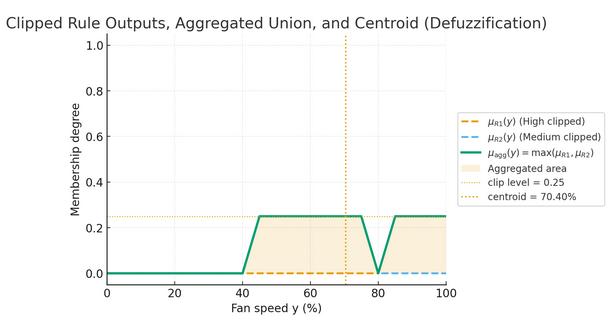 Clipped Rule Outputs, Aggregated Union, and Centroid (Defuzzification)
1.0
0.8
0.6
0.4
0.2
0.0
Membership degree
0 20 40 60 80 100
Fan speed y (%)
μR1(y) (High clipped)
μR2(y) (Medium clipped)
μagg(y) = max(μR1, μR2)
Aggregated area
clip level = 0.25
centroid = 70.40%